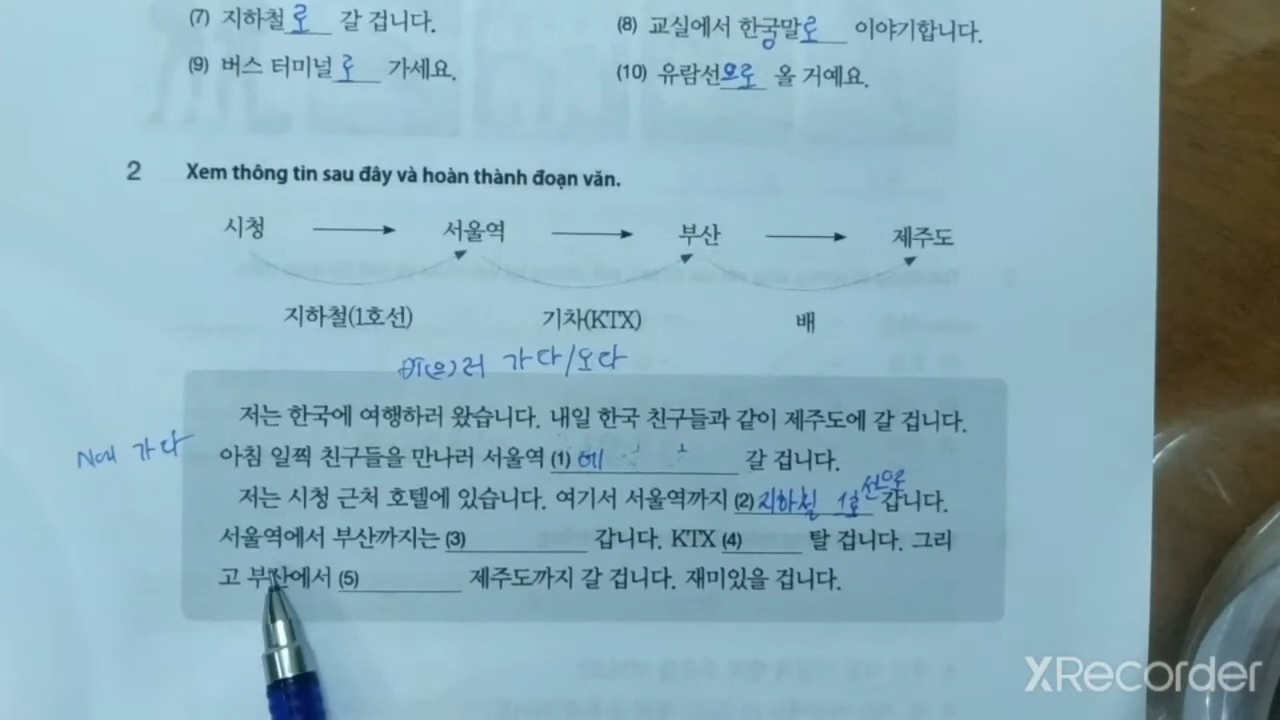 (7) 지하철로 갈 겁니다.
(8) 교실에서 한국말로 이야기합니다.
(9) 버스 터미널로 가세요.
(10) 유람선으로 올 거예요.
2 Xem thông tin sau đây và hoàn thành đoạn văn.
시청 서울역 부산 제주도
지하철(1호선) 기차(KTX) 배
(으)러 가다/오다
저는 한국에 여행하러 왔습니다. 내일 한국 친구들과 같이 제주도에 갈 겁니다.
N에 가다
아침 일찍 친구들을 만나러 서울역 (1) 에 갈 겁니다.
선으로
저는 시청 근처 호텔에 있습니다. 여기서 서울역까지 (2) 지하철 1호 갑니다.
서울역에서 부산까지는 (3) 갑니다. KTX (4) 탈 겁니다. 그리
고 부산에서 (5) 제주도까지 갈 겁니다. 재미있을 겁니다.
XRecorder